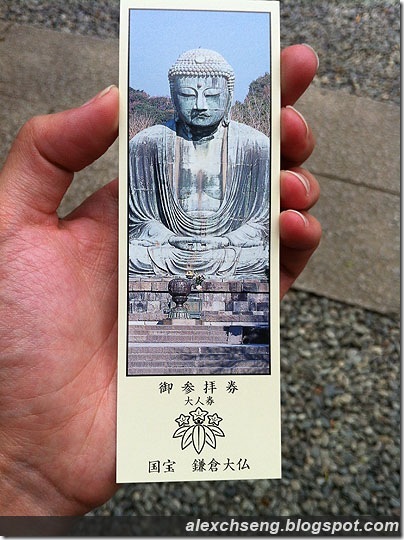 御参拝券
大人券
国宝 鎌倉大仏
alexchseng.blogspot.com